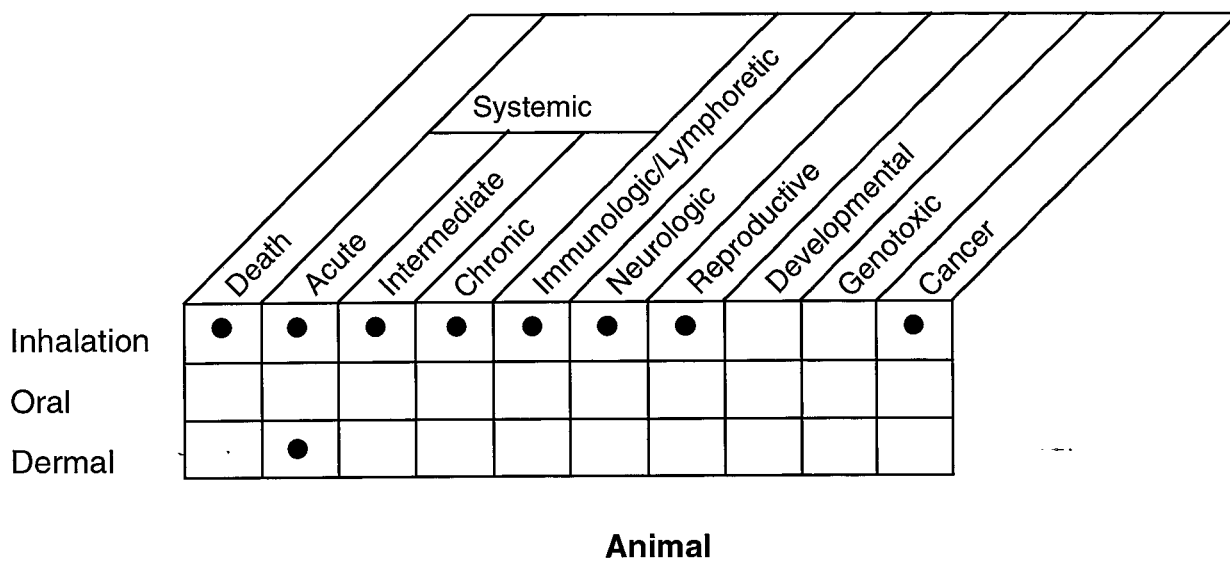 Systemic
Death
Acute
Intermediate
Chronic
Immunologic/Lymphoretic
Neurologic
Reproductive
Developmental
Genotoxic
Cancer
Inhalation
Oral
Dermal
Animal